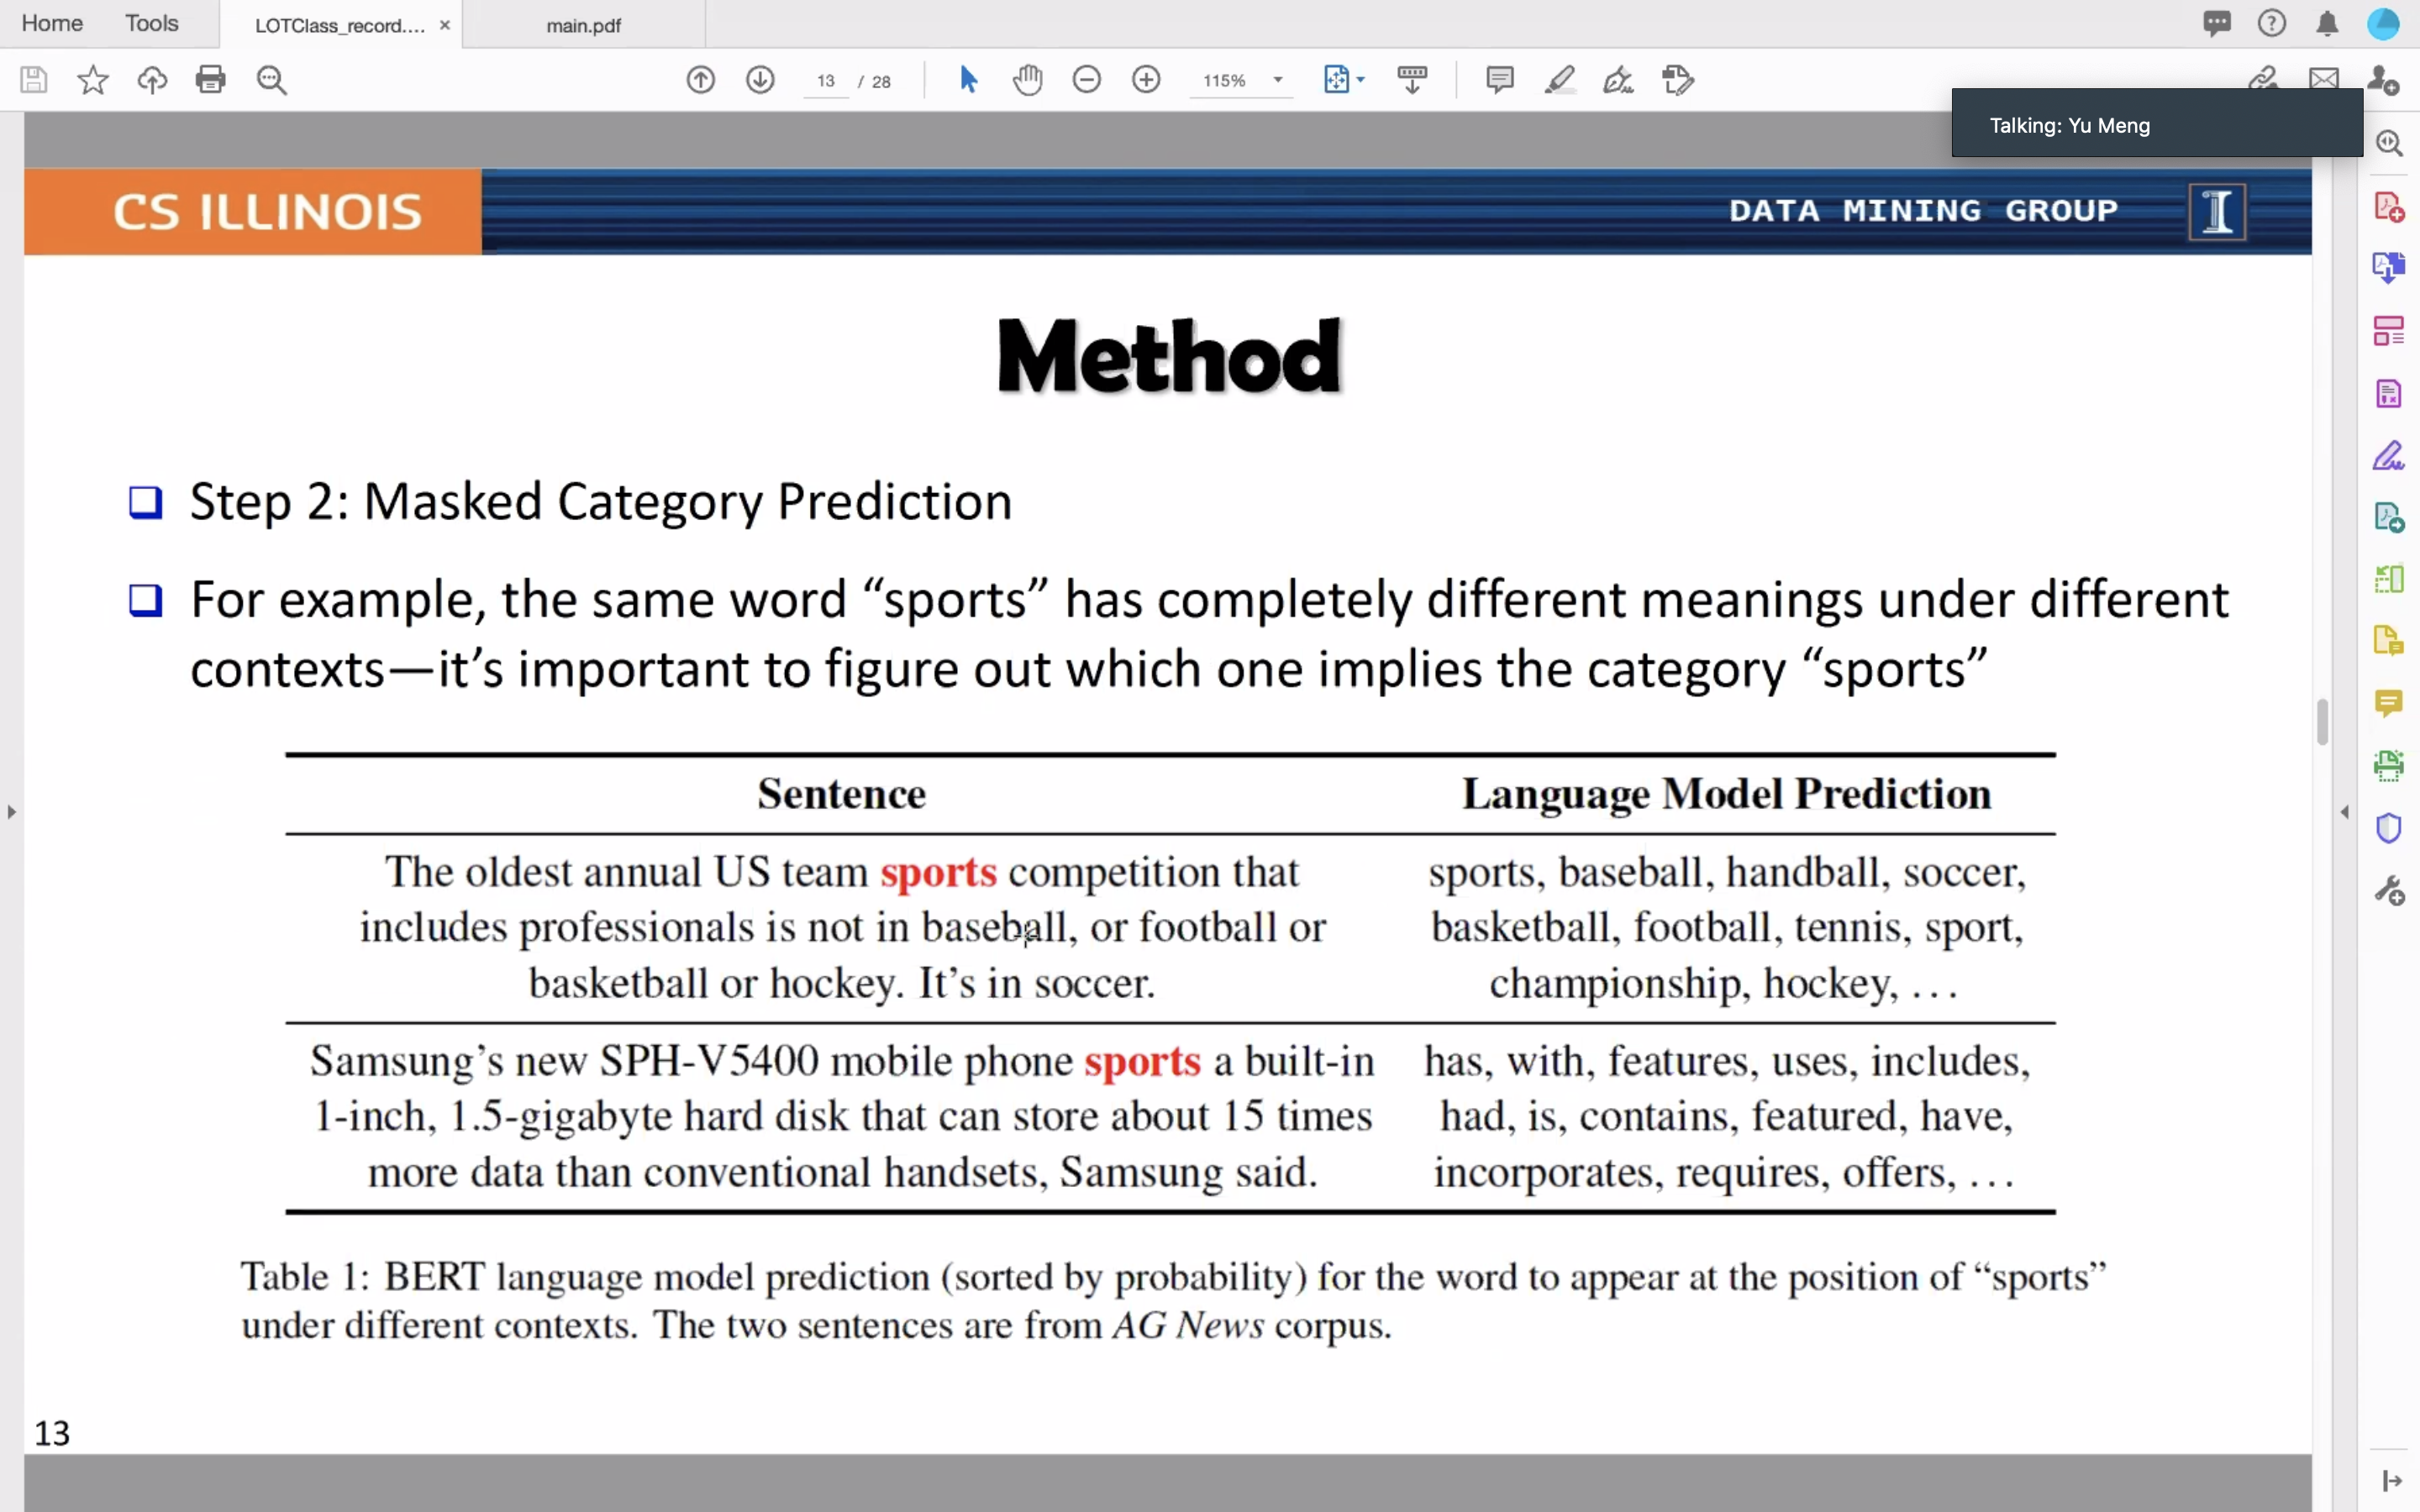 Home Tools LOTClass_record.... × main.pdf
13 / 28 115%
Talking: Yu Meng
CS ILLINOIS DATA MINING GROUP I
Method
Step 2: Masked Category Prediction
For example, the same word “sports” has completely different meanings under different
contexts—it’s important to figure out which one implies the category “sports”
Sentence Language Model Prediction
The oldest annual US team sports competition that sports, baseball, handball, soccer,
includes professionals is not in baseball, or football or basketball, football, tennis, sport,
basketball or hockey. It’s in soccer. championship, hockey, …
Samsung’s new SPH-V5400 mobile phone sports a built-in has, with, features, uses, includes,
1-inch, 1.5-gigabyte hard disk that can store about 15 times had, is, contains, featured, have,
more data than conventional handsets, Samsung said. incorporates, requires, offers, …
Table 1: BERT language model prediction (sorted by probability) for the word to appear at the position of “sports”
under different contexts. The two sentences are from AG News corpus.
13